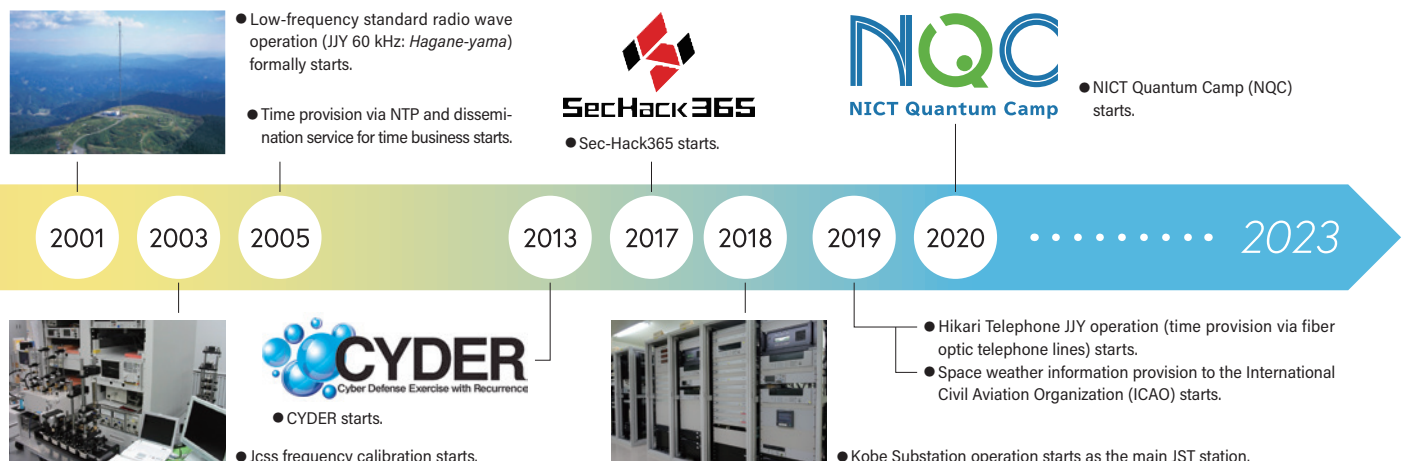 ● Low-frequency standard radio wave
operation (JJY 60 kHz: Hagane-yama)
formally starts.
● Time provision via NTP and dissemi-
nation service for time business starts.
SECHACK 365
● Sec-Hack365 starts.
NQC
NICT Quantum Camp
● NICT Quantum Camp (NQC)
starts.
2001
2003
2005
2013
2017
2018
2019
2020
2023
CYDER
Cyber Defense Exercise with Recurrence
● CYDER starts.
● Jcss frequency calibration starts.
● Hikari Telephone JJY operation (time provision via fiber
optic telephone lines) starts.
● Space weather information provision to the International
Civil Aviation Organization (ICAO) starts.
● Kobe Substation operation starts as the main JST station.